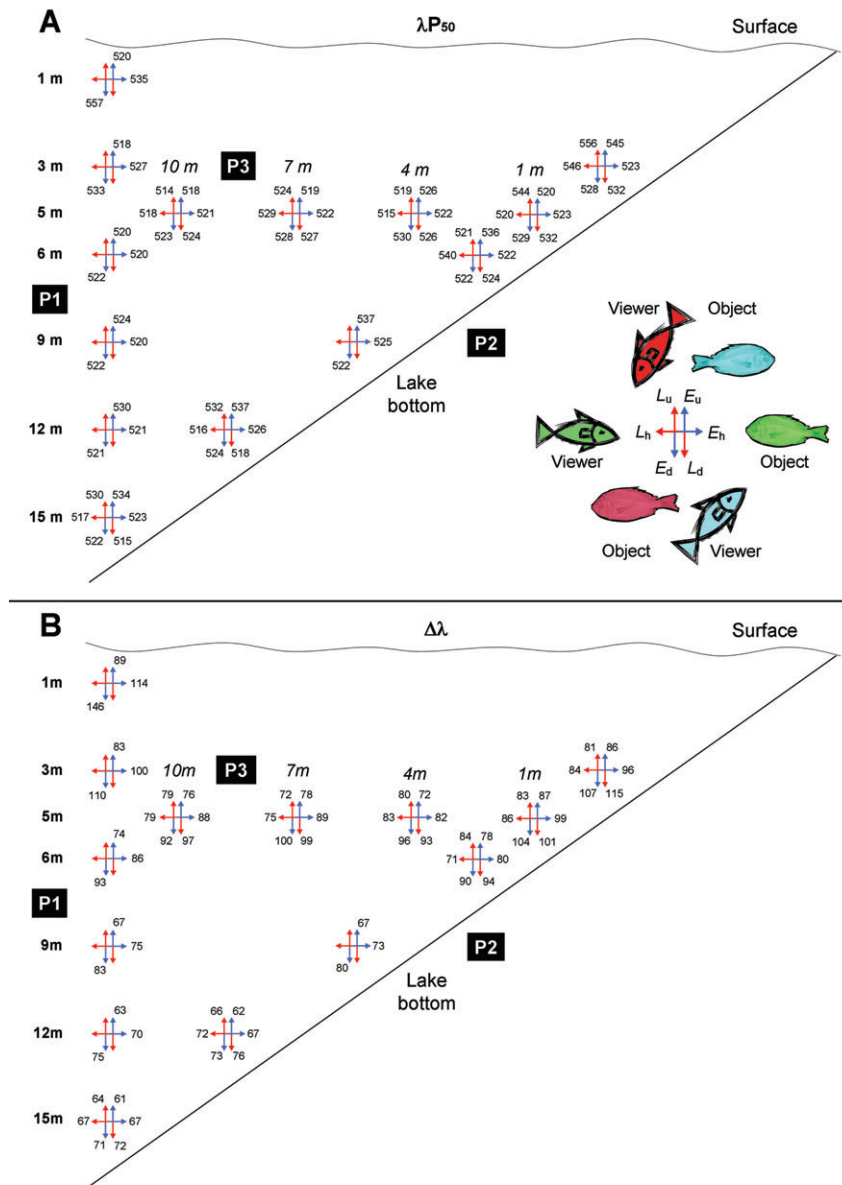 A
λP50
Surface
520
1 m
535
557
518
3 m
527
533
10 m
P3
7 m
4 m
1 m
556 545
546
523
528 532
514 518
524 519
519 526
544 520
5 m
518
521
529
522
515
522
520
523
523 524
528 527
530 526
529 532
520
521 536
6 m
520
540
522
522
522 524
P1
524
537
9 m
520
525
522
522
P2
Lake
bottom
530
532 537
12 m
521
516
526
521
524 518
530 534
15 m
517
523
522 515
Viewer
Object
Lu Eu
Lh
Eh
Ed Ld
Viewer
Object
Object
Viewer
B
Δλ
Surface
89
1m
114
146
83
3m
100
110
10m
P3
7m
4m
1m
81 86
84
96
107 115
79 76
72 78
80 72
83 87
5m
79
88
75
89
83
82
86
99
92 97
100 99
96 93
104 101
74
84 78
6m
86
71
80
93
90 94
P1
67
67
9m
75
73
83
80
P2
Lake
bottom
63
66 62
12m
70
72
67
75
73 76
64 61
15m
67
67
71 72